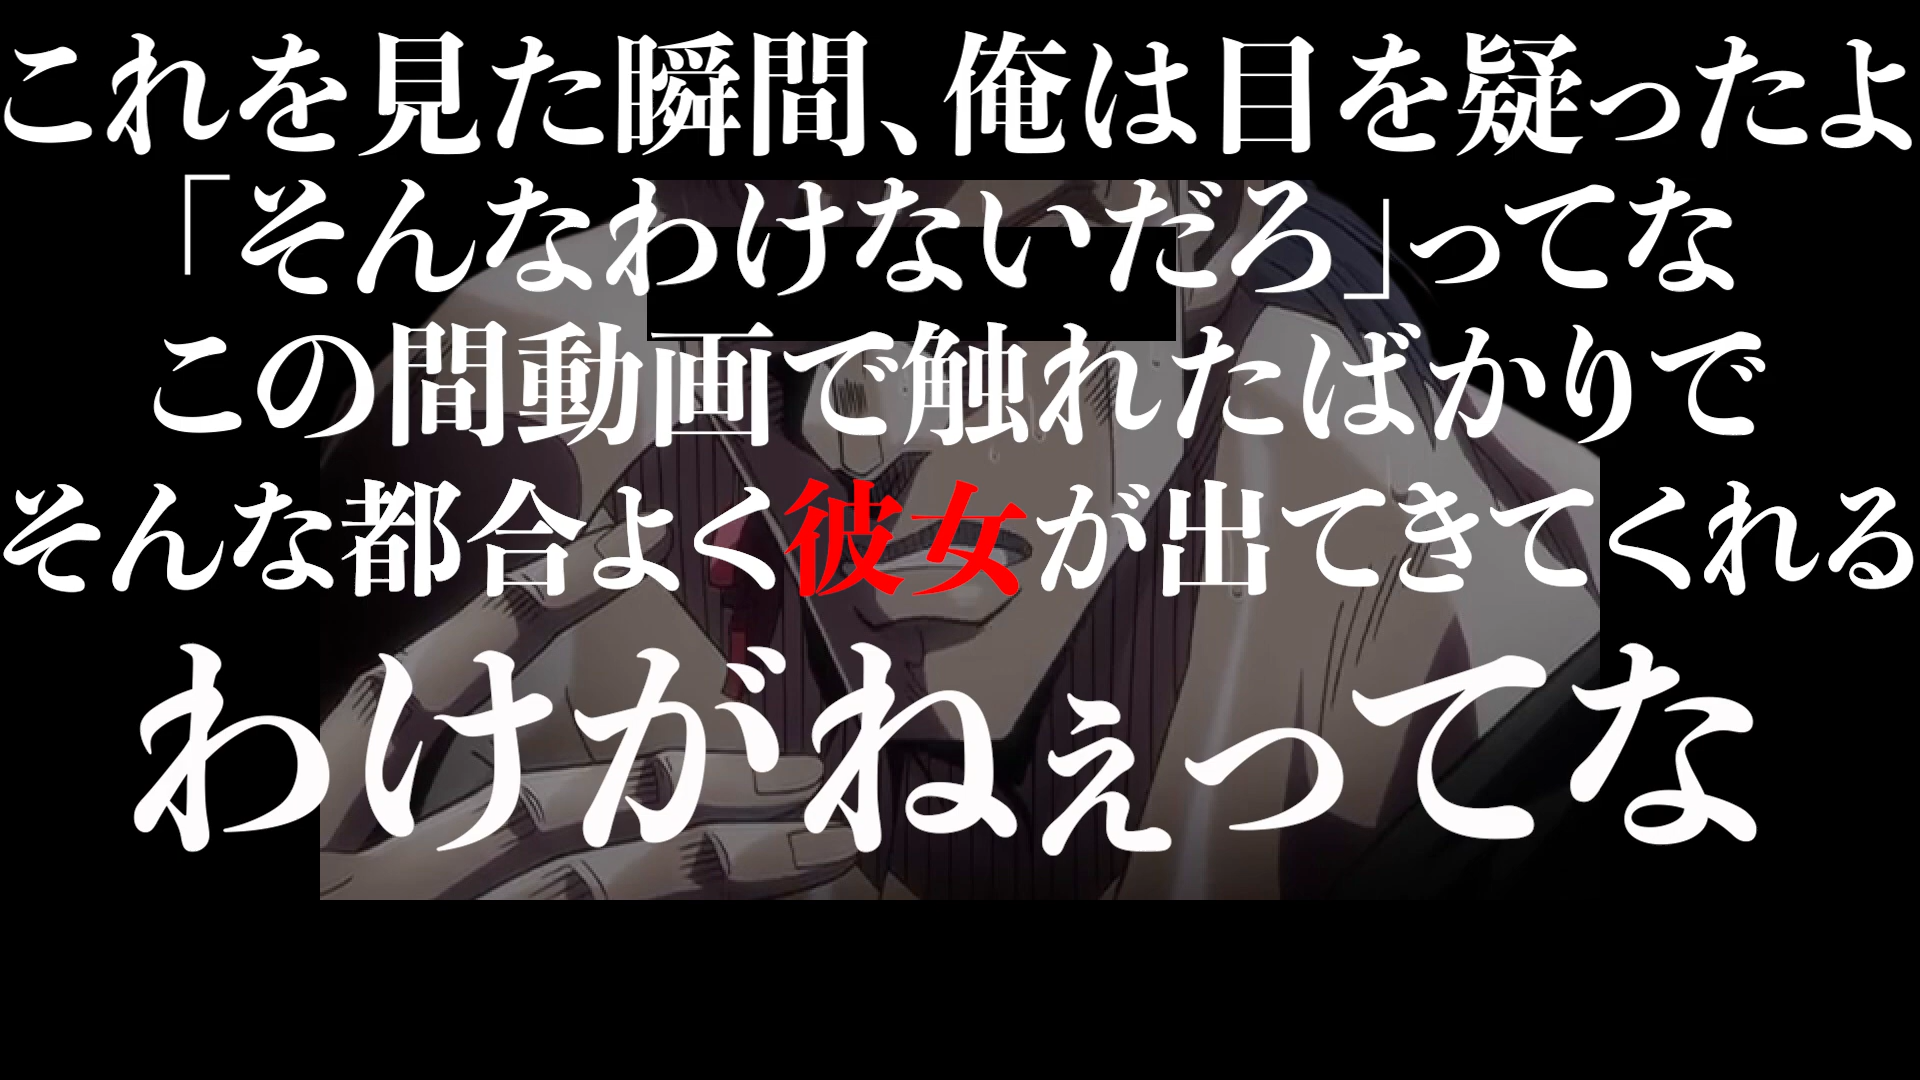 これを見た瞬間、俺は目を疑ったよ
「そんなわけないだろ」ってな
この間動画で触れたばかりで
そんな都合よく彼女が出てきてくれる
わけがねぇってな